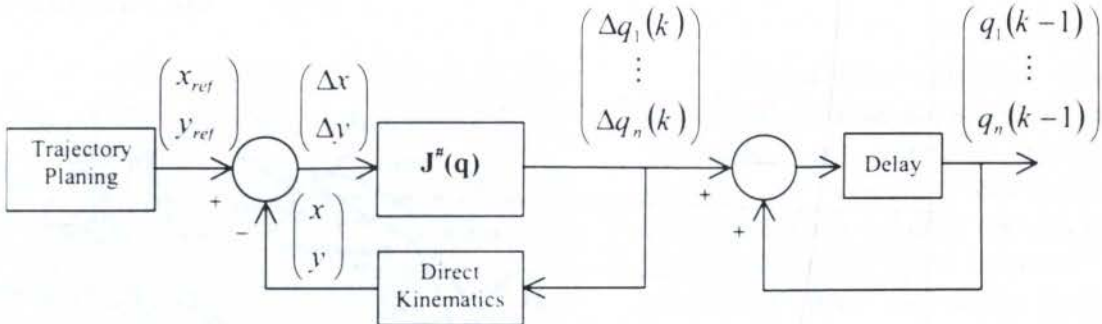 Trajectory
Planing
(x_ref
y_ref)
+
−
(Δx
Δy)
J^#(q)
(x
y)
Direct
Kinematics
(Δq_1(k)
⋮
Δq_n(k))
+
+
Delay
(q_1(k−1)
⋮
q_n(k−1))